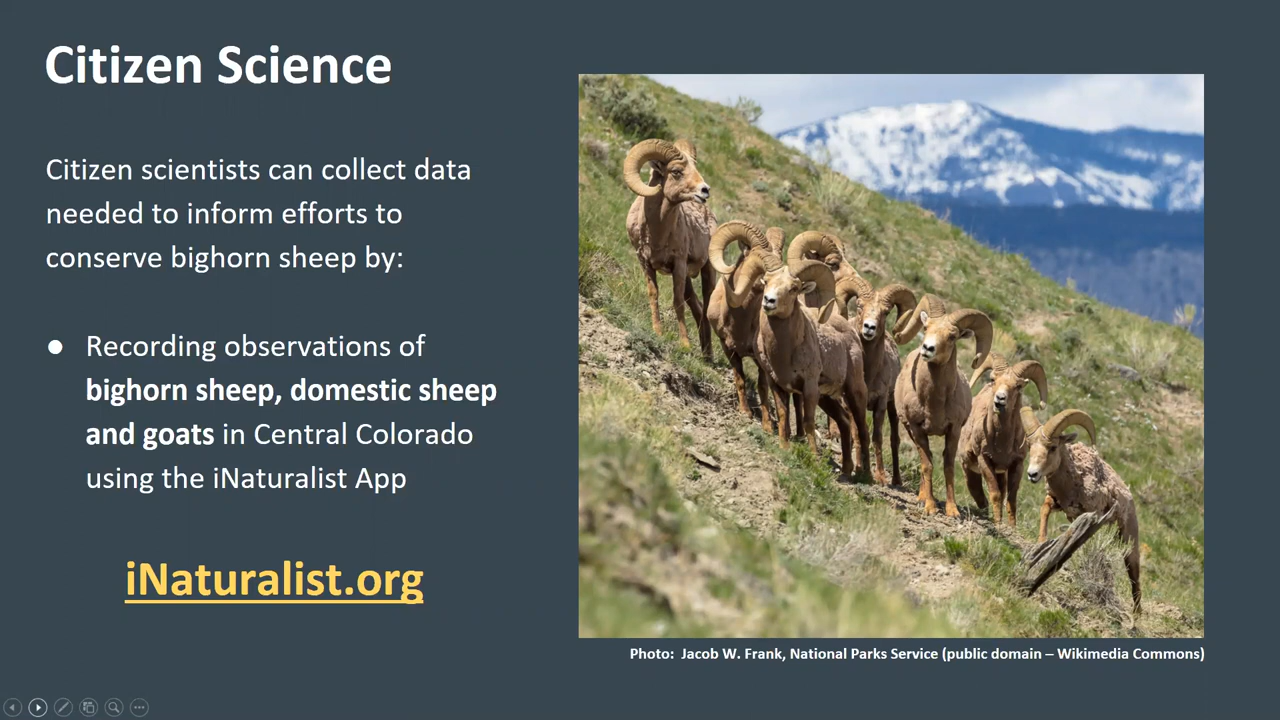 Citizen Science
Citizen scientists can collect data
needed to inform efforts to
conserve bighorn sheep by:
● Recording observations of
bighorn sheep, domestic sheep
and goats in Central Colorado
using the iNaturalist App
iNaturalist.org
Photo: Jacob W. Frank, National Parks Service (public domain – Wikimedia Commons)